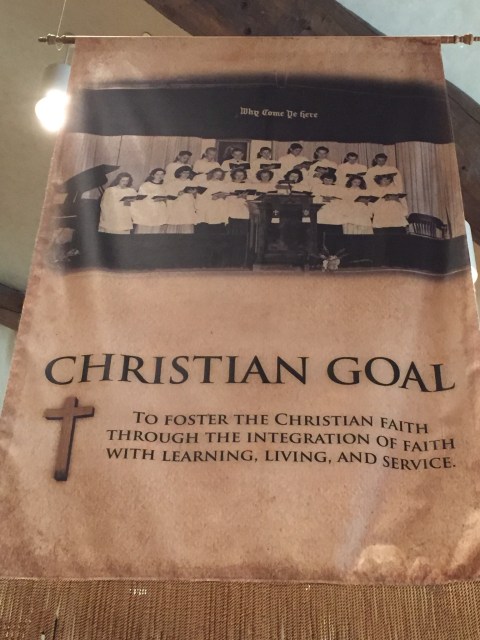 Why Come Ye Here
CHRISTIAN GOAL
TO FOSTER THE CHRISTIAN FAITH
THROUGH THE INTEGRATION OF FAITH
WITH LEARNING, LIVING, AND SERVICE.